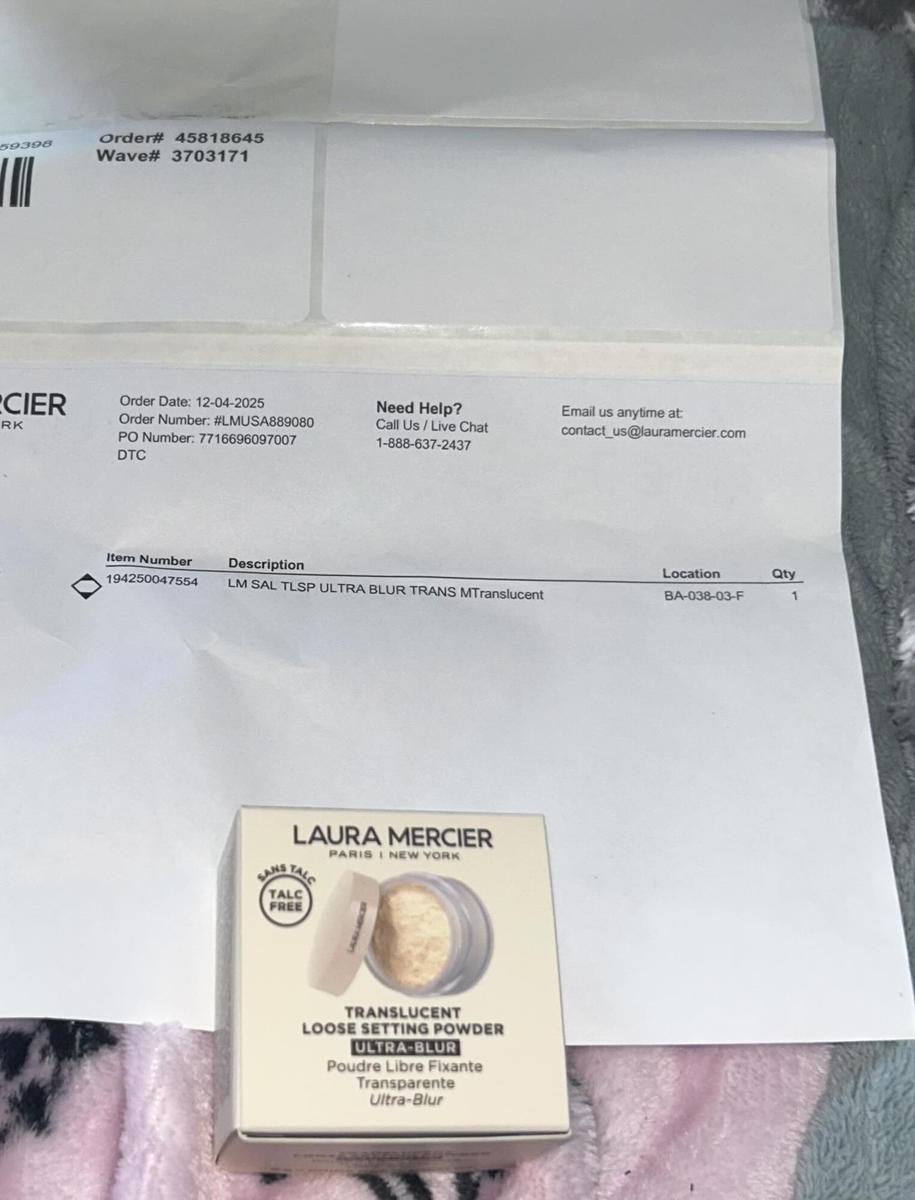 59398
Order# 45818645
Wave# 3703171
RCIER
RK
Order Date: 12-04-2025
Order Number: #LMUSA889080
PO Number: 7716696097007
DTC
Need Help?
Call Us / Live Chat
1-888-637-2437
Email us anytime at:
contact_us@lauramercier.com
Item Number Description Location Qty
194250047554 LM SAL TLSP ULTRA BLUR TRANS MTranslucent BA-038-03-F 1
LAURA MERCIER
PARIS | NEW YORK
SANS TALC
TALC
FREE
LAURA MERCIER
TRANSLUCENT
LOOSE SETTING POWDER
ULTRA-BLUR
Poudre Libre Fixante
Transparente
Ultra-Blur